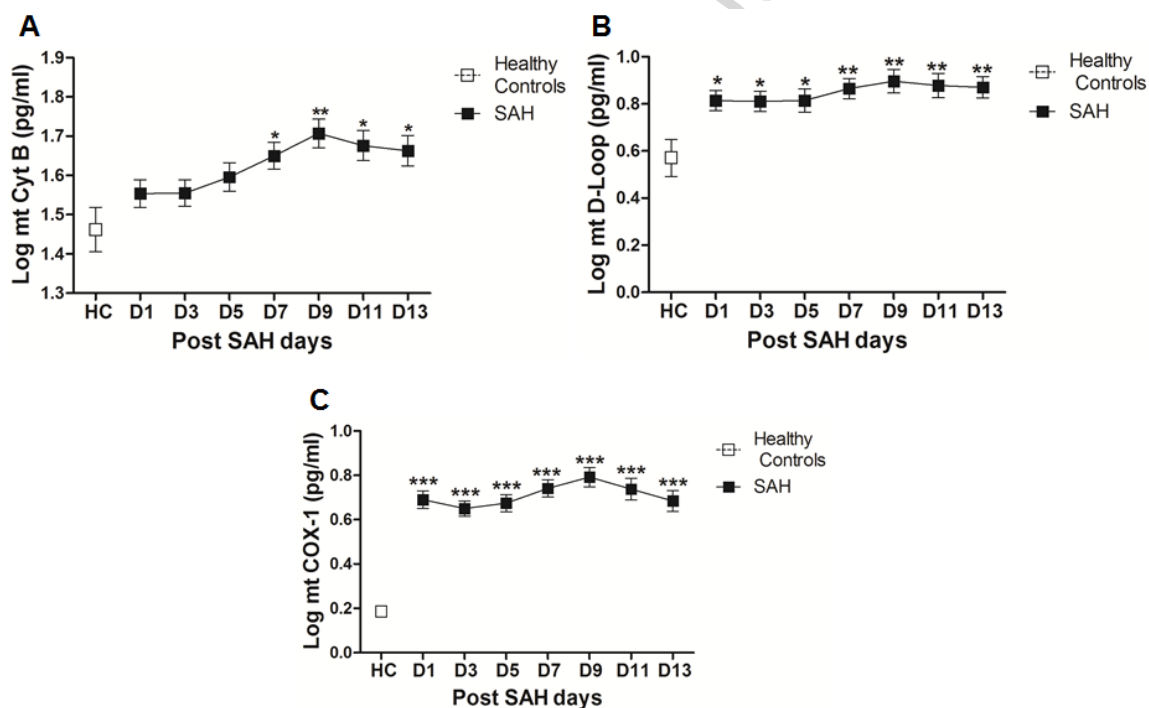 A
Log mt Cyt B (pg/ml)
1.9
1.8
1.7
1.6
1.5
1.4
1.3
* ** * *
HC D1 D3 D5 D7 D9 D11 D13
Post SAH days
Healthy
Controls
SAH
B
Log mt D-Loop (pg/ml)
1.0
0.8
0.6
0.4
0.2
0.0
* * * ** ** ** **
HC D1 D3 D5 D7 D9 D11 D13
Post SAH days
Healthy
Controls
SAH
C
Log mt COX-1 (pg/ml)
1.0
0.8
0.6
0.4
0.2
0.0
*** *** *** *** *** *** ***
HC D1 D3 D5 D7 D9 D11 D13
Post SAH days
Healthy
Controls
SAH